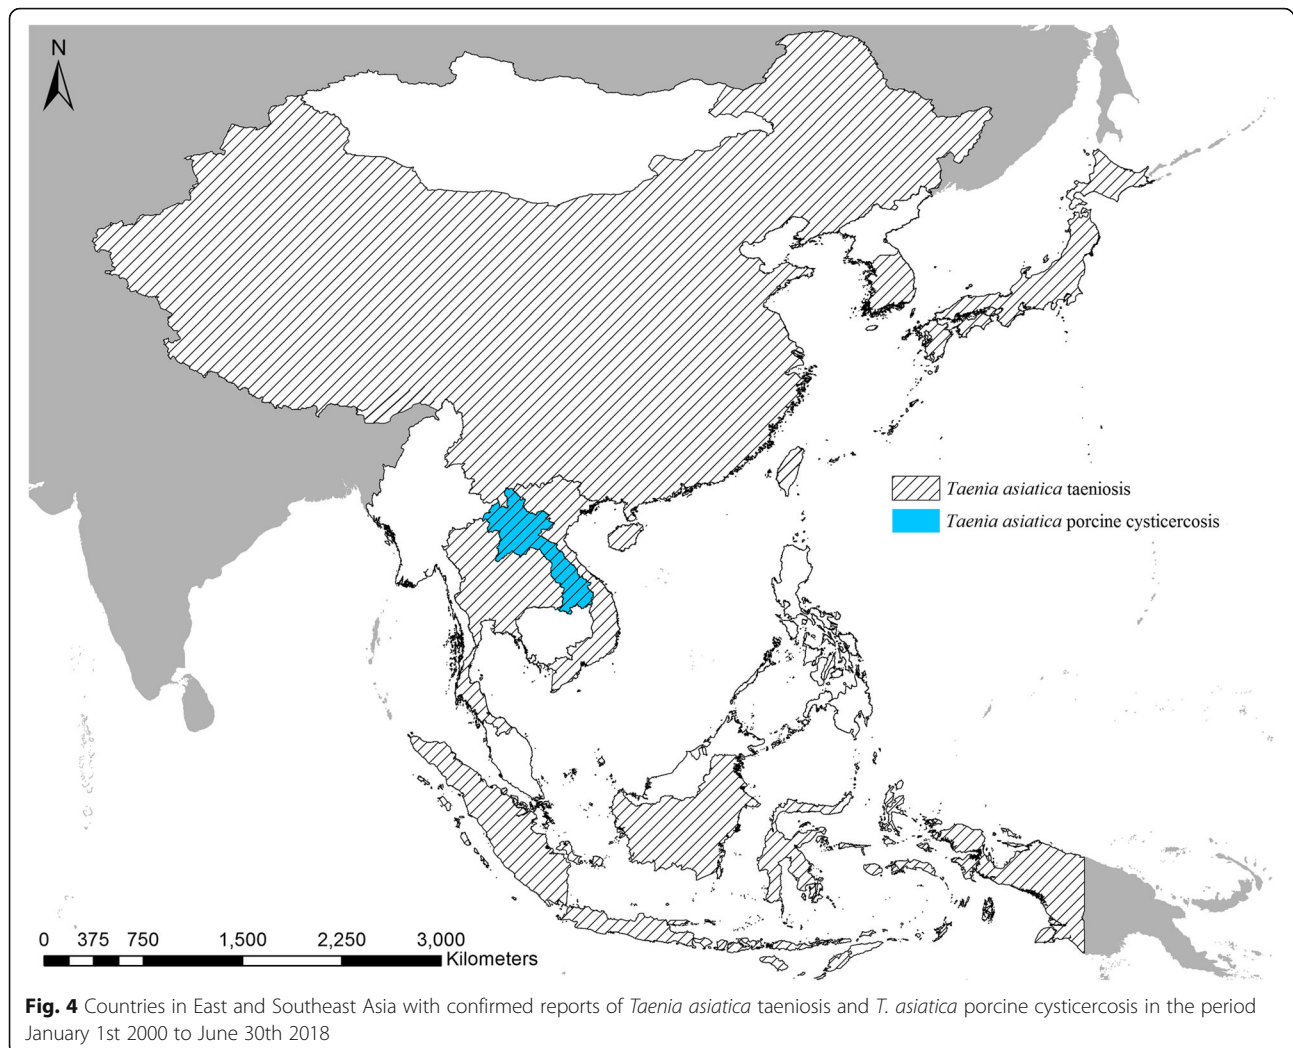 N
Taenia asiatica taeniosis
Taenia asiatica porcine cysticercosis
0 375 750 1,500 2,250 3,000
Kilometers
Fig. 4 Countries in East and Southeast Asia with confirmed reports of Taenia asiatica taeniosis and T. asiatica porcine cysticercosis in the period
January 1st 2000 to June 30th 2018